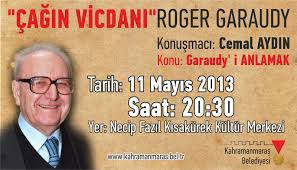 "ÇAĞIN VİCDANI" ROGER GARAUDY
Konuşmacı: Cemal AYDIN
Konu: Garaudy' i ANLAMAK
Tarih: 11 Mayıs 2013
Saat: 20:30
Yer: Necip Fazıl Kısakürek Kültür Merkezi
www.kahramanmaras.bel.tr
Kahramanmaraş
Belediyesi